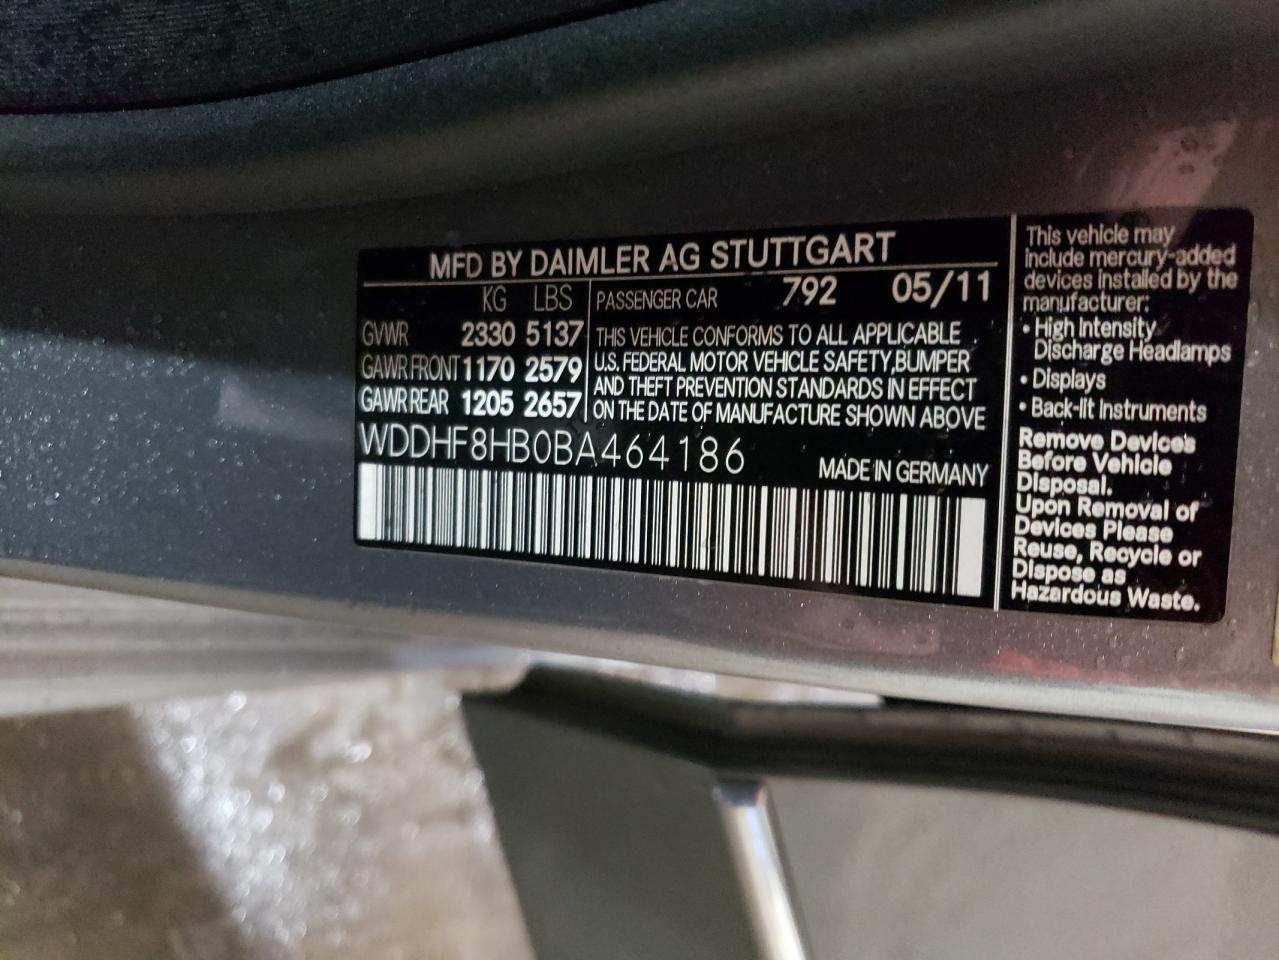 MFD BY DAIMLER AG STUTTGART
KG LBS
GVWR 2330 5137
GAWR FRONT 1170 2579
GAWR REAR 1205 2657
PASSENGER CAR 792 05/11
THIS VEHICLE CONFORMS TO ALL APPLICABLE
U.S. FEDERAL MOTOR VEHICLE SAFETY,BUMPER
AND THEFT PREVENTION STANDARDS IN EFFECT
ON THE DATE OF MANUFACTURE SHOWN ABOVE
WDDHF8HB0BA464186
MADE IN GERMANY
This vehicle may
include mercury-added
devices installed by the
manufacturer:
• High Intensity
Discharge Headlamps
• Displays
• Back-lit Instruments
Remove Devices
Before Vehicle
Disposal.
Upon Removal of
Devices Please
Reuse, Recycle or
Dispose as
Hazardous Waste.